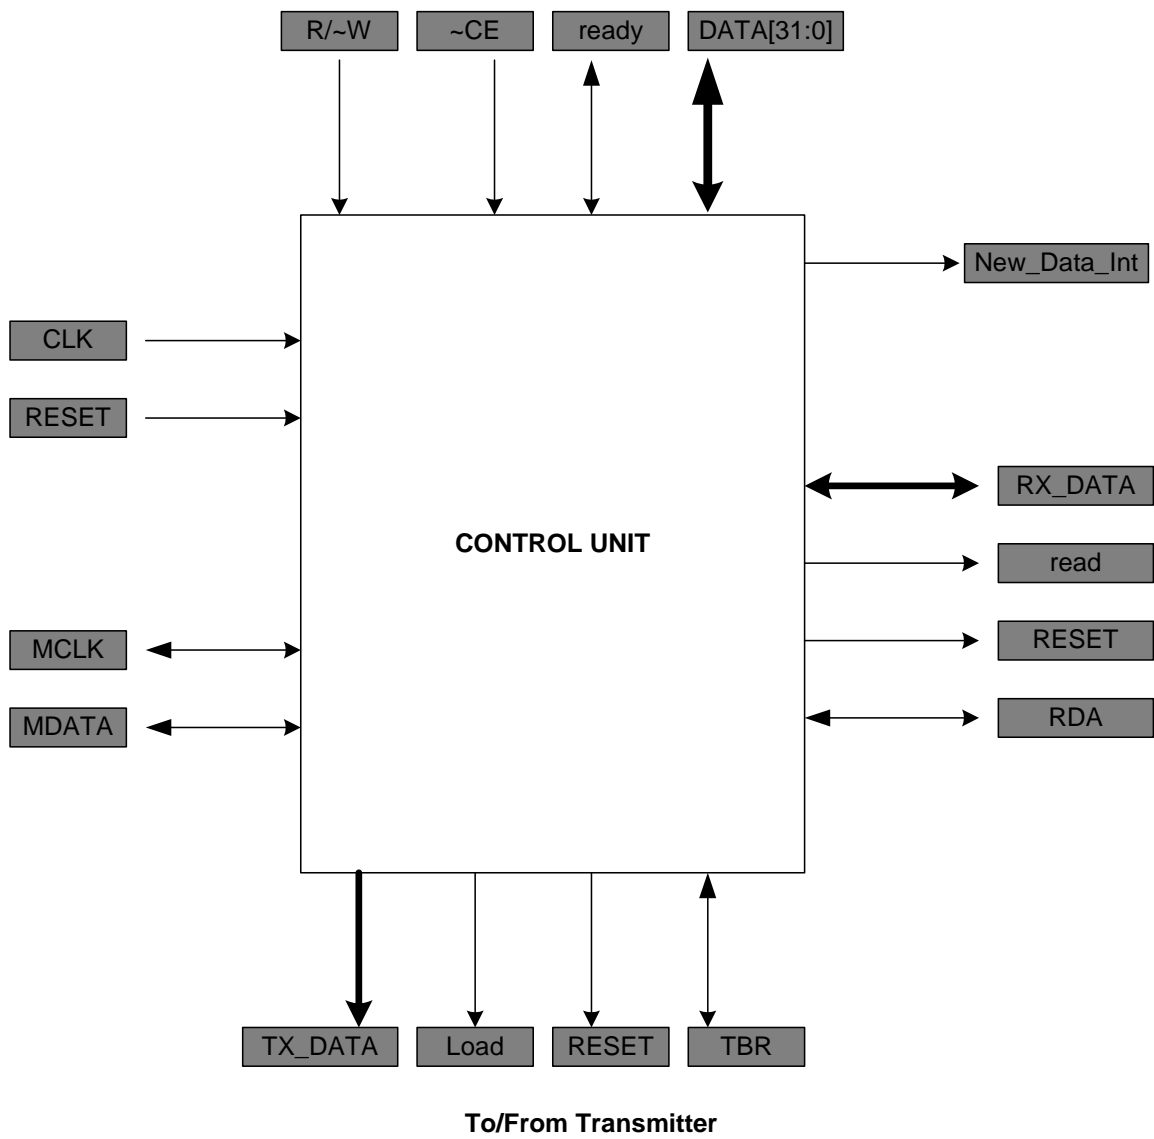 R/~W
~CE
ready
DATA[31:0]
New_Data_Int
CLK
RESET
RX_DATA
CONTROL UNIT
read
RESET
MCLK
RDA
MDATA
TX_DATA
Load
RESET
TBR
To/From Transmitter